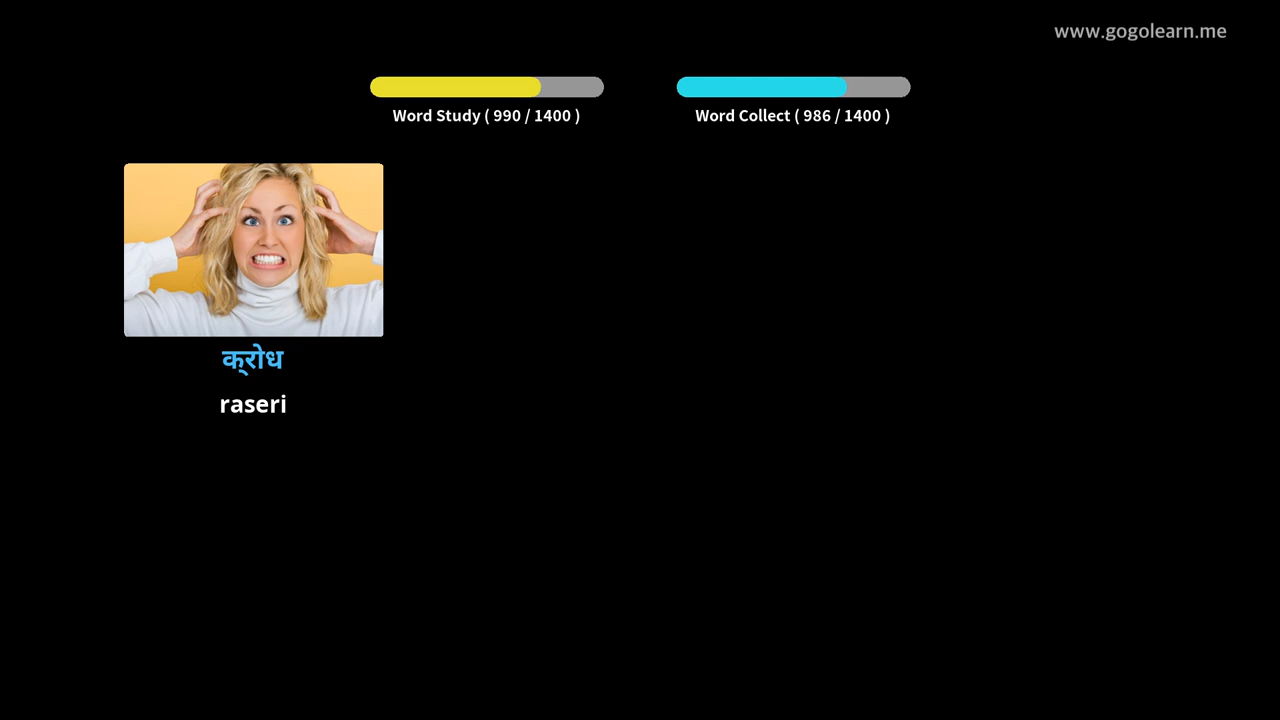 www.gogolearn.me
Word Study ( 990 / 1400 )
Word Collect ( 986 / 1400 )
क्रोध
raseri